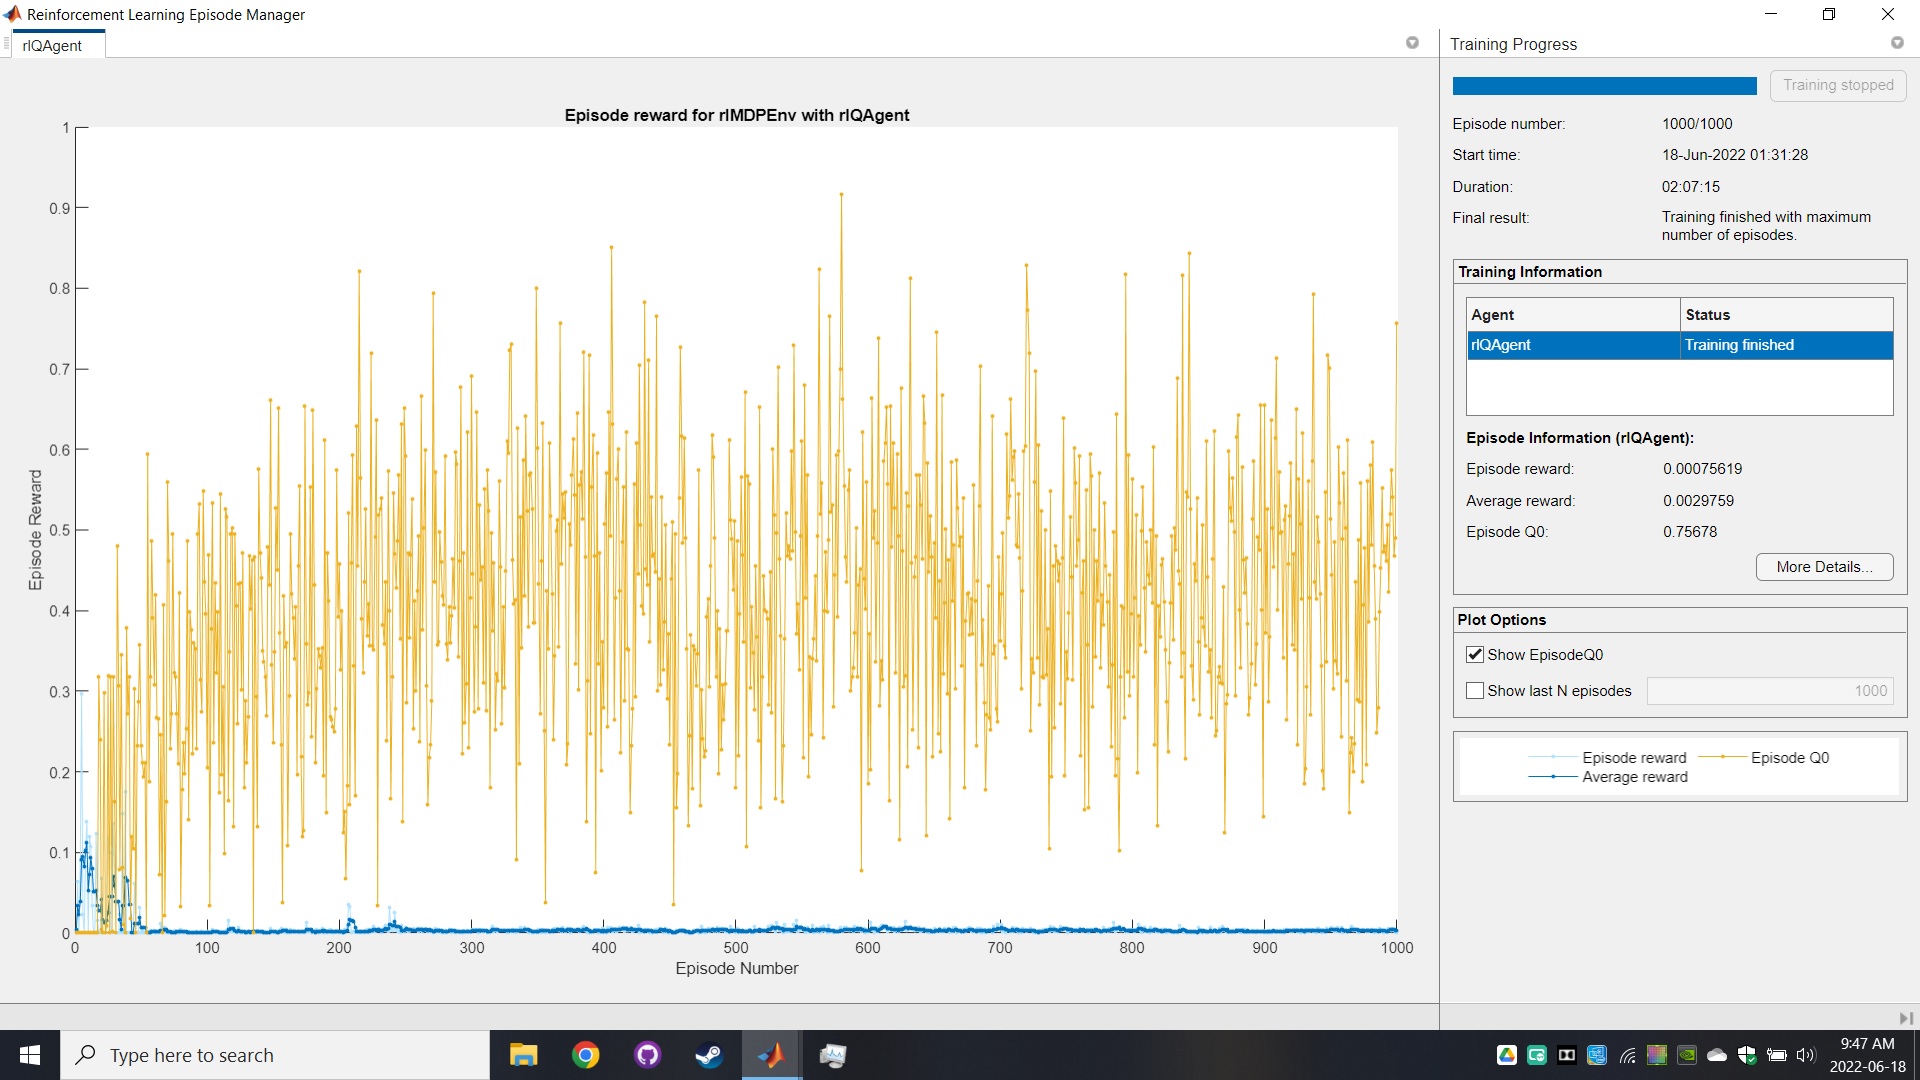 Reinforcement Learning Episode Manager
rlQAgent
Episode reward for rlMDPEnv with rlQAgent
1
0.9
0.8
0.7
0.6
0.5
0.4
0.3
0.2
0.1
0
Episode Reward
0 100 200 300 400 500 600 700 800 900 1000
Episode Number
Training Progress
Training stopped
Episode number: 1000/1000
Start time: 18-Jun-2022 01:31:28
Duration: 02:07:15
Final result: Training finished with maximum
number of episodes.
Training Information
Agent Status
rlQAgent Training finished
Episode Information (rlQAgent):
Episode reward: 0.00075619
Average reward: 0.0029759
Episode Q0: 0.75678
More Details...
Plot Options
Show EpisodeQ0
Show last N episodes 1000
Episode reward Episode Q0
Average reward
Type here to search
9:47 AM
2022-06-18